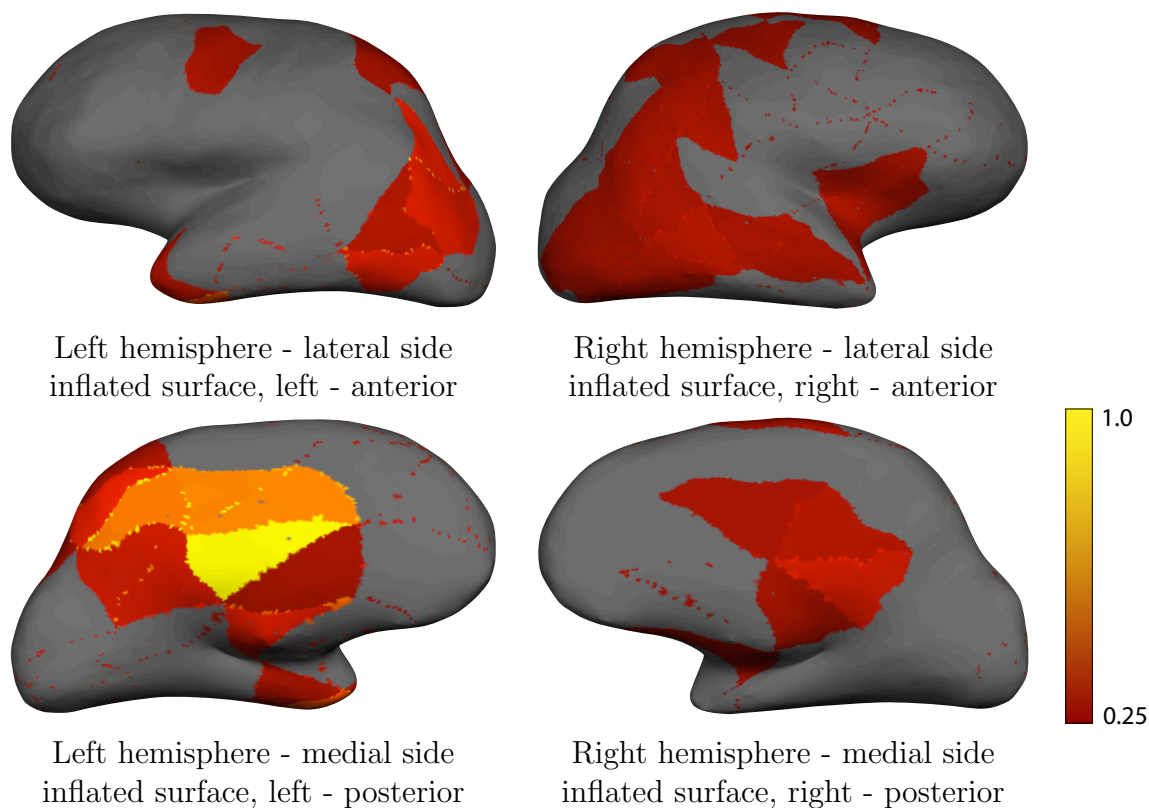 Left hemisphere - lateral side
inflated surface, left - anterior
Right hemisphere - lateral side
inflated surface, right - anterior
1.0
0.25
Left hemisphere - medial side
inflated surface, left - posterior
Right hemisphere - medial side
inflated surface, right - posterior